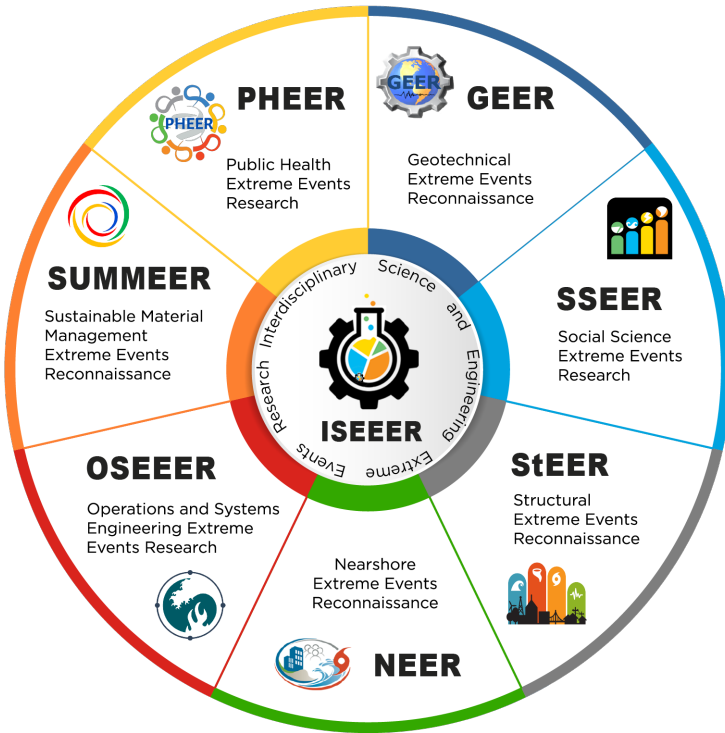 PHEER
PHEER
Public Health
Extreme Events
Research
GEER
GEER
Geotechnical
Extreme Events
Reconnaissance
SSEER
Social Science
Extreme Events
Research
StEER
Structural
Extreme Events
Reconnaissance
Nearshore
Extreme Events
Reconnaissance
NEER
OSEEER
Operations and Systems
Engineering Extreme
Events Research
SUMMEER
Sustainable Material
Management
Extreme Events
Reconnaissance
Interdisciplinary Science and Engineering Extreme Events Research
ISEEER